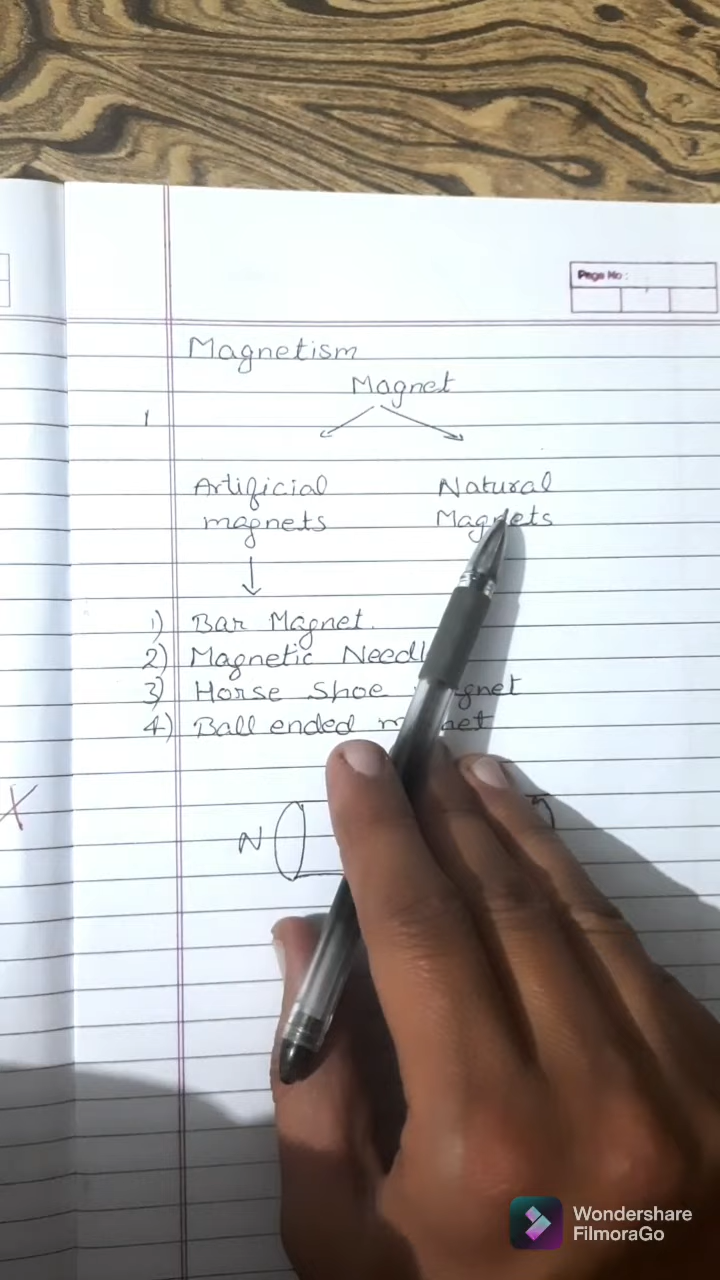 Page No :
Magnetism
Magnet
1
Artificial Natural
magnets Magnets
1) Bar Magnet.
2) Magnetic
3) Horse Shoe
4) Ball ended
N
X
Wondershare
FilmoraGo